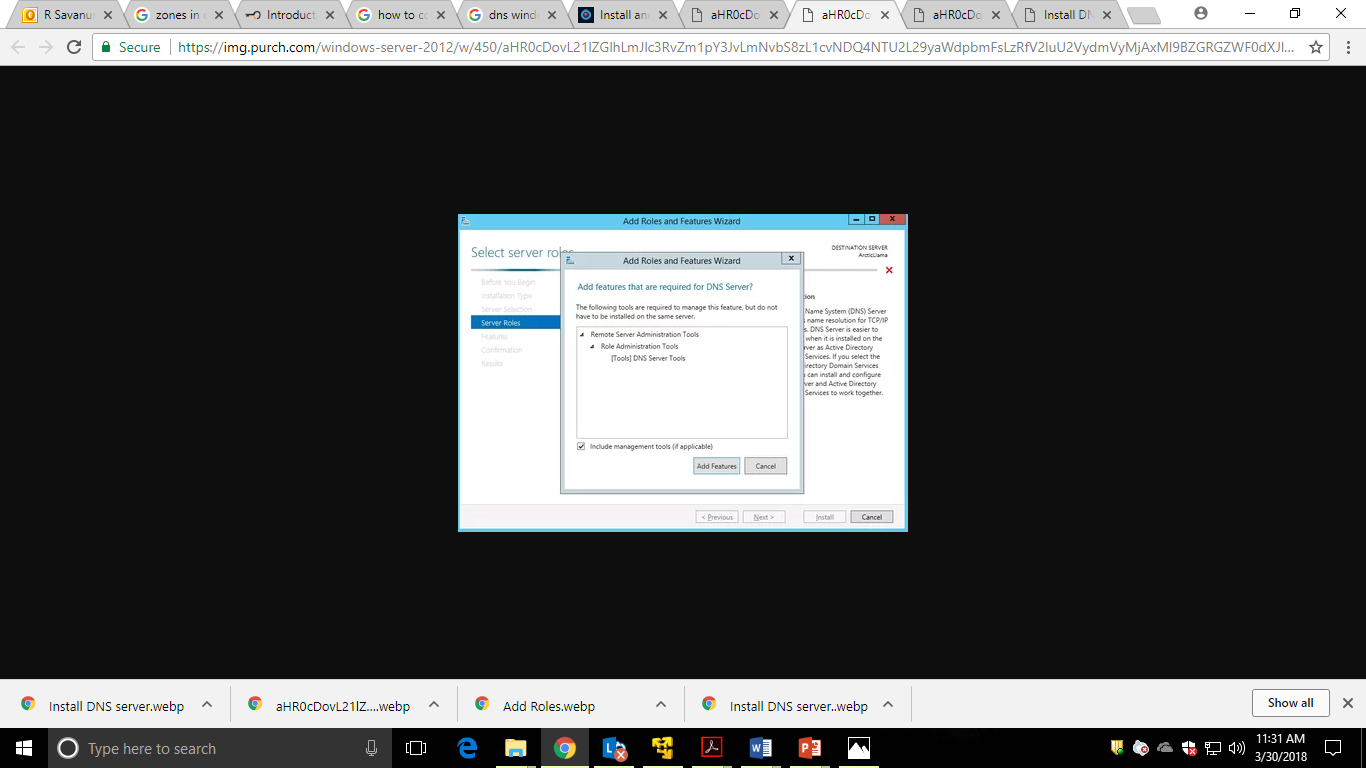 R Savanu
zones in
Introduct
how to co
dns wind
Install an
aHR0cDo
aHR0cDo
aHR0cDo
Install DN
Secure
https://img.purch.com/windows-server-2012/w/450/
Add Roles and Features Wizard
Select server roles
DESTINATION SERVER
ArcticLlama
Before You Begin
Installation Type
Server Selection
Server Roles
Features
Confirmation
Results
Add Roles and Features Wizard
Add features that are required for DNS Server?
The following tools are required to manage this feature, but do not
have to be installed on the same server.
Remote Server Administration Tools
Role Administration Tools
[Tools] DNS Server Tools
Include management tools (if applicable)
Add Features
Cancel
Name System (DNS) Server
name resolution for TCP/IP
DNS Server is easier to
when it is installed on the
as Active Directory
Services. If you select the
Domain Services
can install and configure
and Active Directory
Services to work together.
< Previous
Next >
Install
Cancel
Install DNS server.webp
aHR0cDovL21lZ....webp
Add Roles.webp
Install DNS server..webp
Show all
Type here to search
11:31 AM
3/30/2018